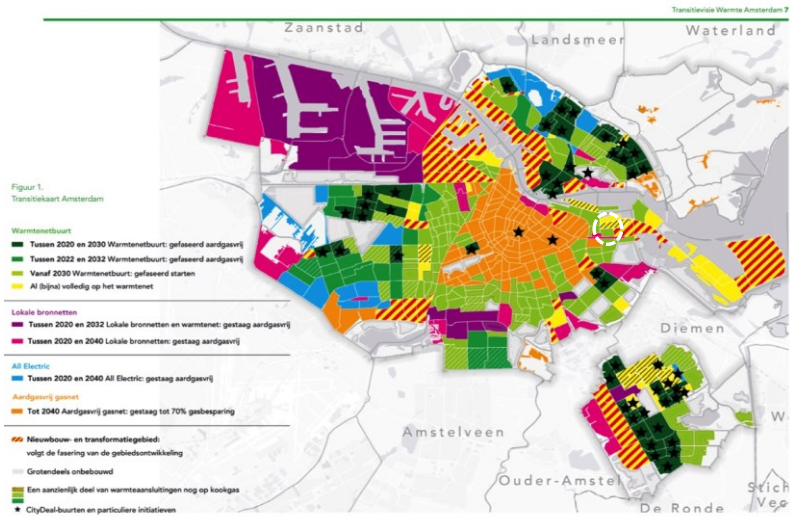 Transitievisie Warmte Amsterdam 7
Zaanstad
Landsmeer
Waterland
Figuur 1.
Transitiekaart Amsterdam
Warmtenetbuurt
Tussen 2020 en 2030 Warmtenetbuurt: gefaseerd aardgasvrij
Tussen 2022 en 2032 Warmtenetbuurt: gefaseerd aardgasvrij
Vanaf 2030 Warmtenetbuurt: gefaseerd starten
Al (bijna) volledig op het warmtenet
Lokale bronnetten
Tussen 2020 en 2032 Lokale bronnetten en warmtenet: gestaag aardgasvrij
Tussen 2020 en 2040 Lokale bronnetten: gestaag aardgasvrij
All Electric
Tussen 2020 en 2040 All Electric: gestaag aardgasvrij
Aardgasvrij gasnet
Tot 2040 Aardgasvrij gasnet: gestaag tot 70% gasbesparing
Nieuwbouw- en transformatiegebied:
volgt de fasering van de gebiedsontwikkeling
Grotendeels onbebouwd
Een aanzienlijk deel van warmteaansluitingen nog op kookgas
CityDeal-buurten en particuliere initiatieven
Diemen
Amstelveen
Ouder-Amstel
De Ronde